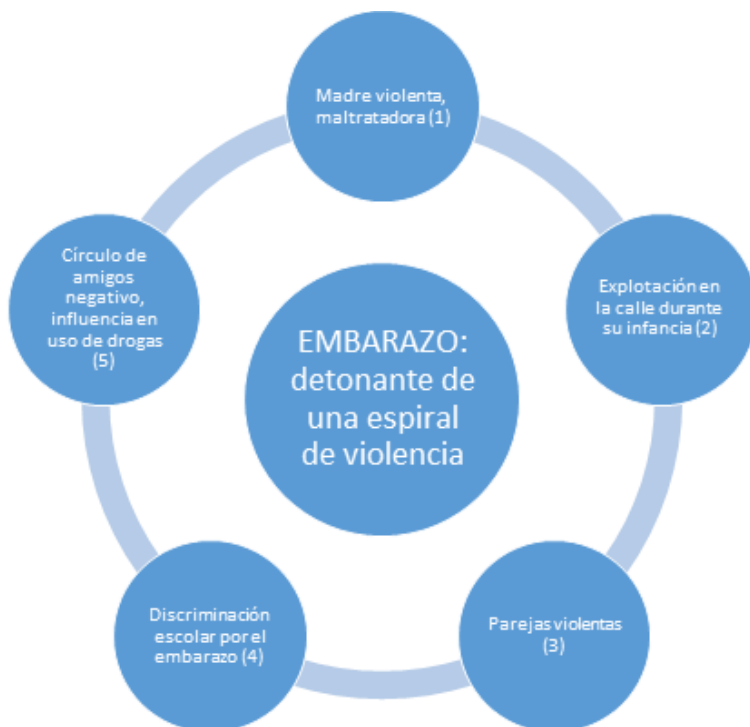 Madre violenta,
maltratadora (1)
Explotación en
la calle durante
su infancia (2)
Parejas violentas
(3)
Discriminación
escolar por el
embarazo (4)
Círculo de
amigos
negativo,
influencia en
uso de drogas
(5)
EMBARAZO:
detonante de
una espiral
de violencia